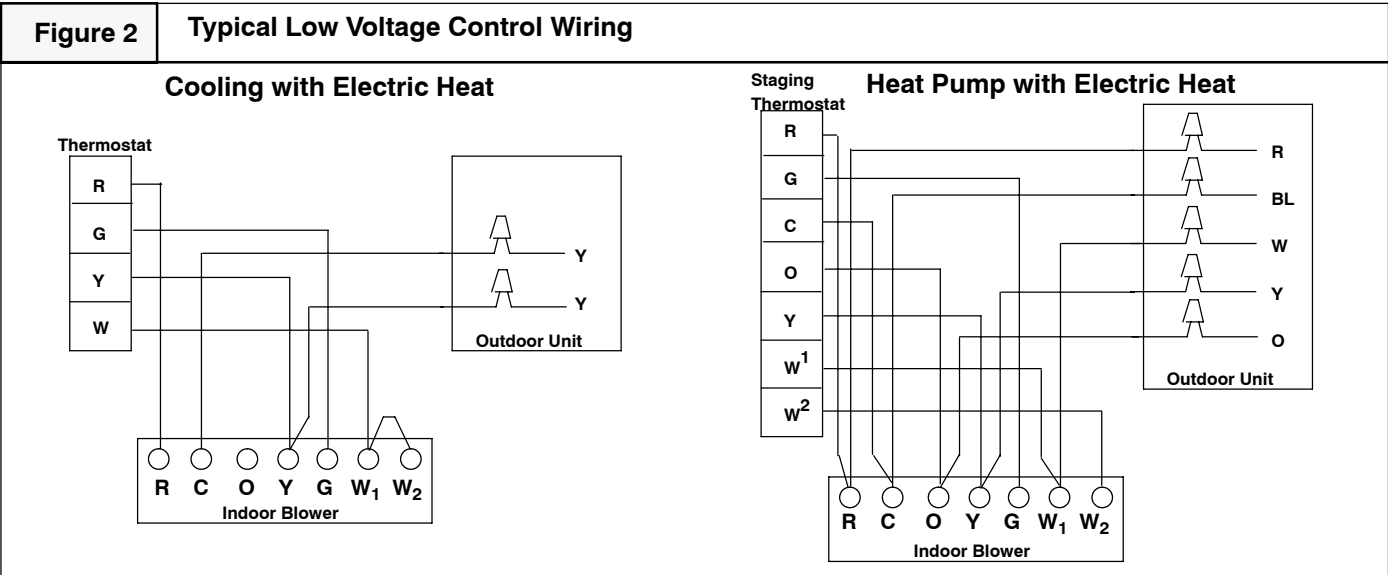 Figure 2
Typical Low Voltage Control Wiring
Cooling with Electric Heat
Thermostat
R
G
Y
W
Y
Y
Outdoor Unit
R C O Y G W1 W2
Indoor Blower
Heat Pump with Electric Heat
Staging
Thermostat
R
G
C
O
Y
W1
W2
R
BL
W
Y
O
Outdoor Unit
R C O Y G W1 W2
Indoor Blower